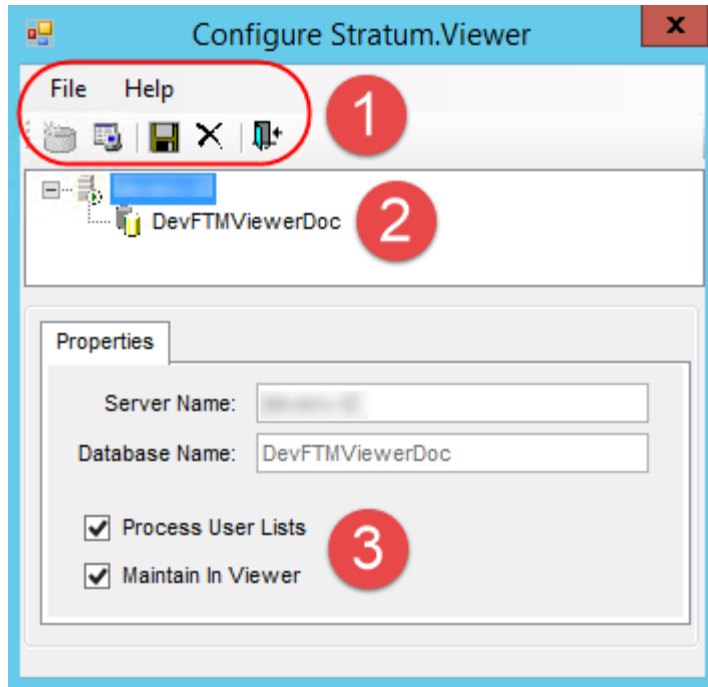 Configure Stratum.Viewer
x
File Help
1
DevFTMViewerDoc
2
Properties
Server Name:
Database Name: DevFTMViewerDoc
Process User Lists
3
Maintain In Viewer